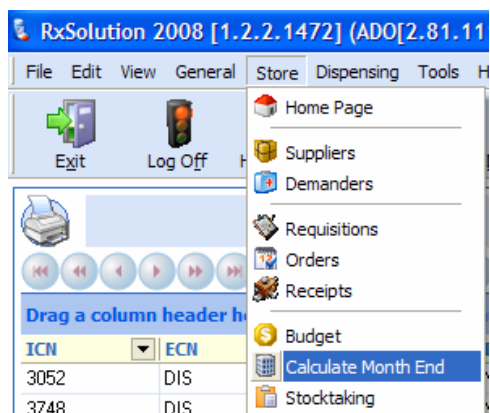 RxSolution 2008 [1.2.2.1472] (ADO[2.81.11
File Edit View General Store Dispensing Tools H
Exit Log Off H
Home Page
Suppliers
Demanders
Requisitions
Orders
Receipts
Budget
Calculate Month End
Stocktaking
Drag a column header h
ICN ECN
3052 DIS
3748 DIS